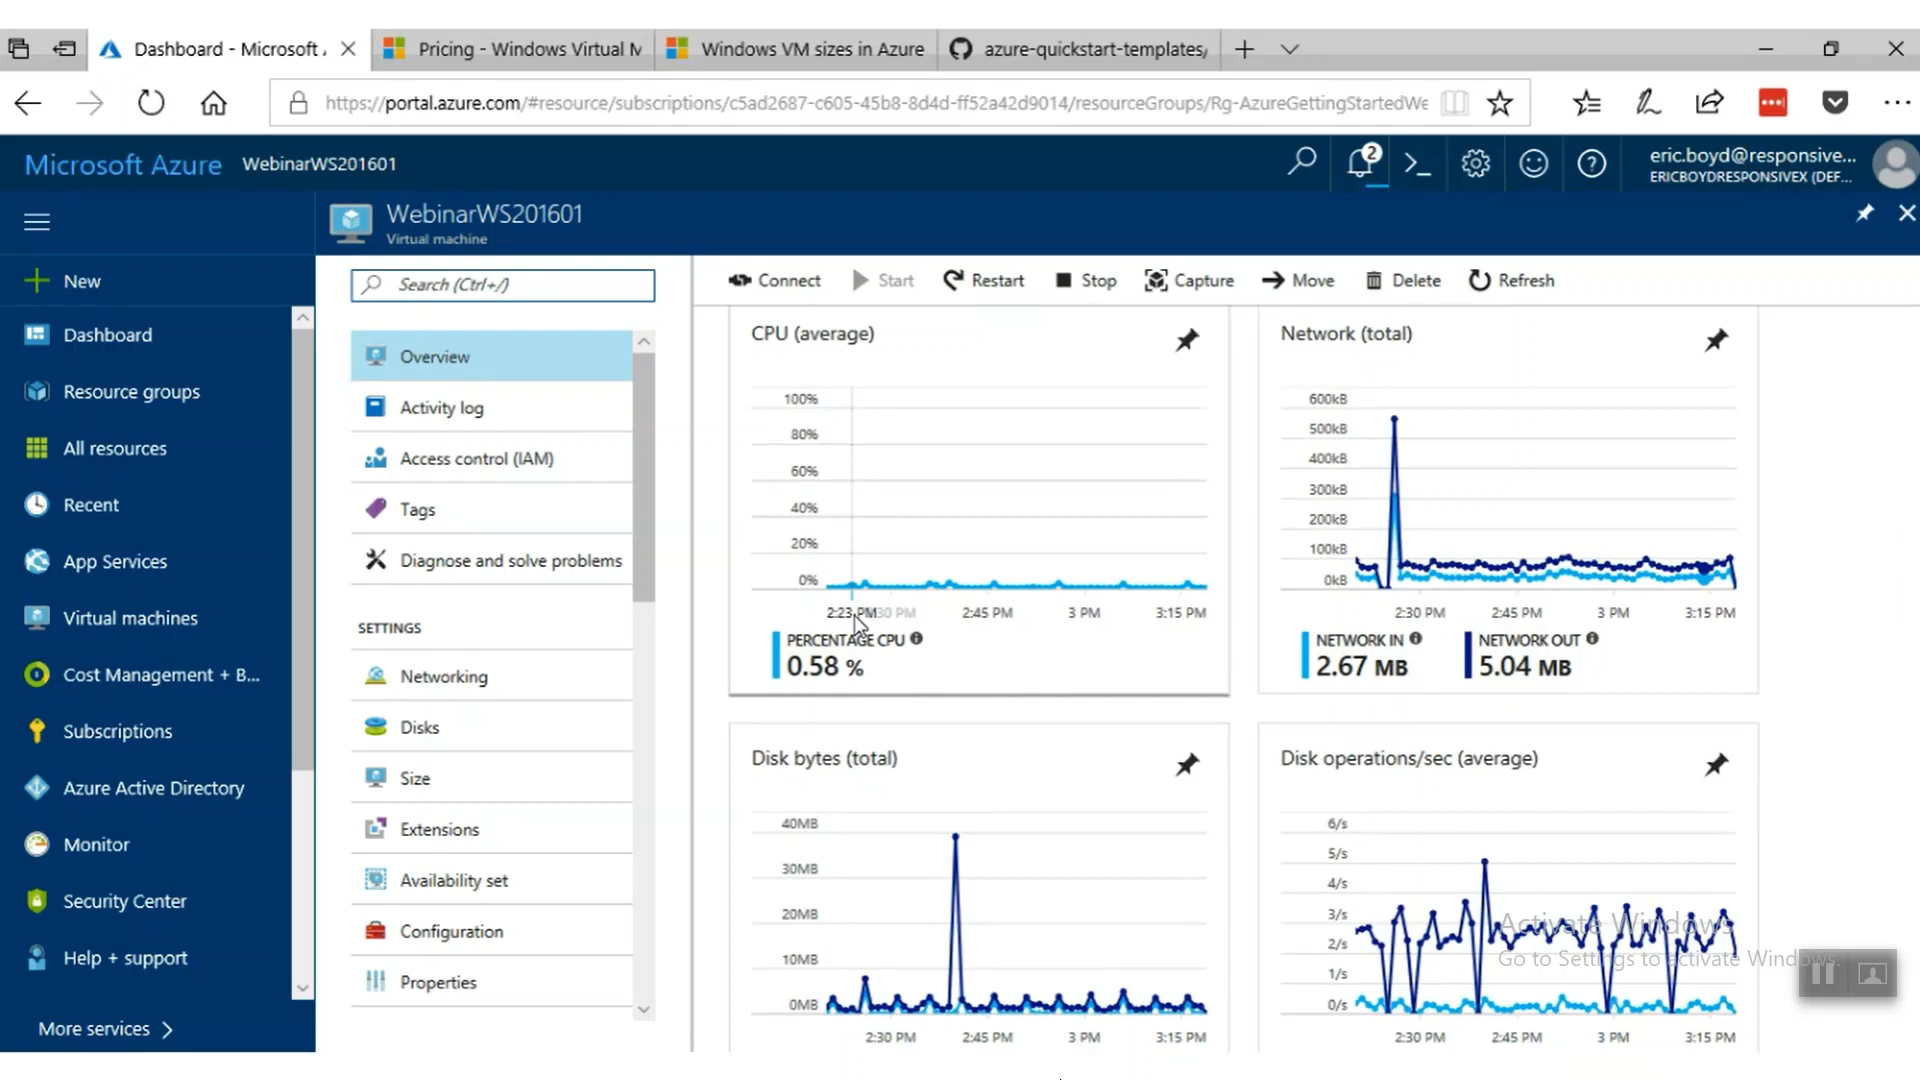 Dashboard - Microsoft A
Pricing - Windows Virtual M
Windows VM sizes in Azure
azure-quickstart-templates/
https://portal.azure.com/#resource/subscriptions/c5ad2687-c605-45b8-8d4d-ff52a42d9014/resourceGroups/Rg-AzureGettingStartedWe
Microsoft Azure
WebinarWS201601
2
eric.boyd@responsive...
ERICBOYDRESPONSIVEX (DEF...
WebinarWS201601
Virtual machine
New
Dashboard
Resource groups
All resources
Recent
App Services
Virtual machines
Cost Management + B...
Subscriptions
Azure Active Directory
Monitor
Security Center
Help + support
More services
Search (Ctrl+/)
Overview
Activity log
Access control (IAM)
Tags
Diagnose and solve problems
SETTINGS
Networking
Disks
Size
Extensions
Availability set
Configuration
Properties
Connect
Start
Restart
Stop
Capture
Move
Delete
Refresh
CPU (average)
100%
80%
60%
40%
20%
0%
2:23 PM
30 PM
2:45 PM
3 PM
3:15 PM
PERCENTAGE CPU
0.58 %
Network (total)
600kB
500kB
400kB
300kB
200kB
100kB
0kB
2:30 PM
2:45 PM
3 PM
3:15 PM
NETWORK IN
2.67 MB
NETWORK OUT
5.04 MB
Disk bytes (total)
40MB
30MB
20MB
10MB
0MB
2:30 PM
2:45 PM
3 PM
3:15 PM
Disk operations/sec (average)
6/s
5/s
4/s
3/s
2/s
1/s
0/s
2:30 PM
2:45 PM
3 PM
3:15 PM
Activate Windows
Go to Settings to activate Windows.